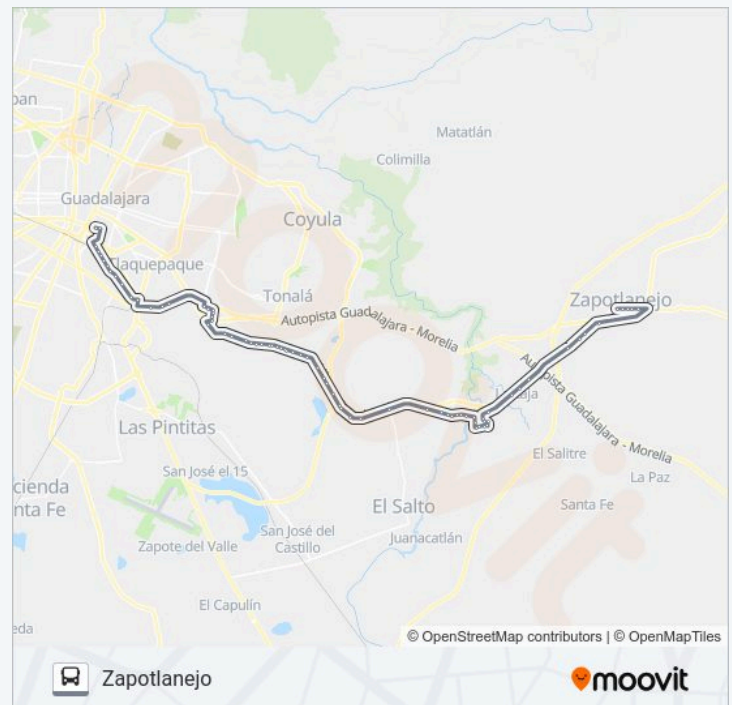 pan
Matatlán
Colimilla
Guadalajara
Coyula
Tlaquepaque
Tonalá
Zapotlanejo
Autopista Guadalajara - Morelia
Autopista Guadalajara - Morelia
Las Pintitas
El Salitre
La Paz
San José el 15
cienda
nta Fe
El Salto
Santa Fe
San José del
Castillo
Juanacatlán
Zapote del Valle
El Capulín
eda
© OpenStreetMap contributors | © OpenMapTiles
Zapotlanejo
moovit